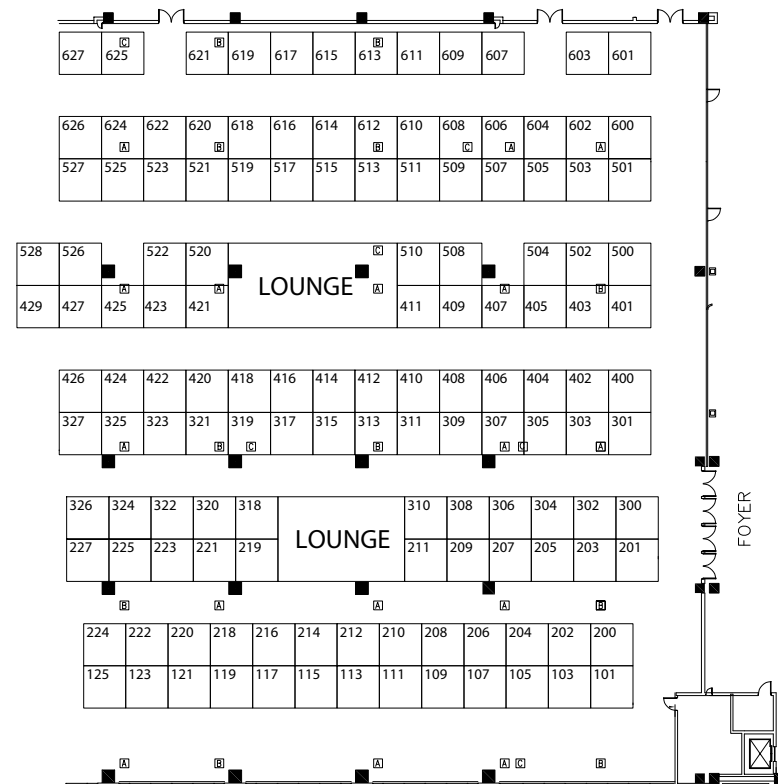 C B B
627 625 621 619 617 615 613 611 609 607 603 601
626 624 622 620 618 616 614 612 610 608 606 604 602 600
A B B C A A
527 525 523 521 519 517 515 513 511 509 507 505 503 501
528 526 522 520 C 510 508 504 502 500
LOUNGE
A A A A B
429 427 425 423 421 411 409 407 405 403 401
426 424 422 420 418 416 414 412 410 408 406 404 402 400
327 325 323 321 319 317 315 313 311 309 307 305 303 301
A B C B A C A
326 324 322 320 318 310 308 306 304 302 300
FOYER
LOUNGE
227 225 223 221 219 211 209 207 205 203 201
B A A A B
224 222 220 218 216 214 212 210 208 206 204 202 200
125 123 121 119 117 115 113 111 109 107 105 103 101
A B A A C B